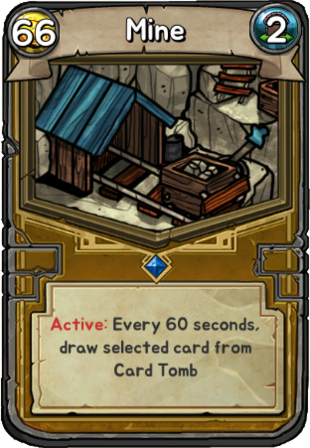 66
Mine
2
Active: Every 60 seconds,
draw selected card from
Card Tomb